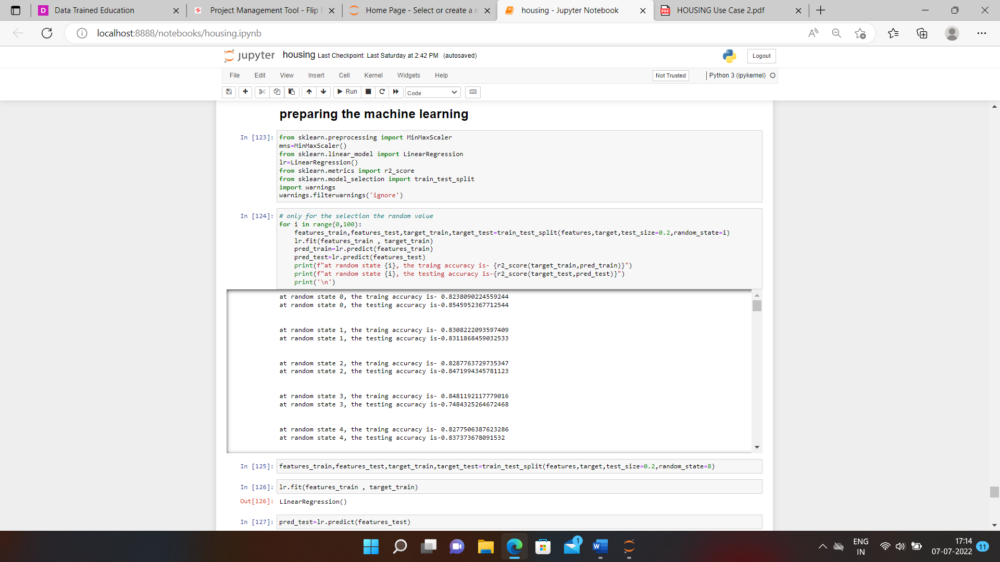 Data Trained Education
Project Management Tool - Flip
Home Page - Select or create a n
housing - Jupyter Notebook
HOUSING Use Case 2.pdf
localhost:8888/notebooks/housing.ipynb
jupyter housing Last Checkpoint: Last Saturday at 2:42 PM (autosaved)
Logout
File Edit View Insert Cell Kernel Widgets Help
Not Trusted
Python 3 (ipykernel)
Run
Code
preparing the machine learning
In [123]: from sklearn.preprocessing import MinMaxScaler
mns=MinMaxScaler()
from sklearn.linear_model import LinearRegression
lr=LinearRegression()
from sklearn.metrics import r2_score
from sklearn.model_selection import train_test_split
import warnings
warnings.filterwarnings('ignore')
In [124]: # only for the selection the random value
for i in range(0,100):
features_train,features_test,target_train,target_test=train_test_split(features,target,test_size=0.2,random_state=i)
lr.fit(features_train , target_train)
pred_train=lr.predict(features_train)
pred_test=lr.predict(features_test)
print(f"at random state {i}, the traing accuracy is- {r2_score(target_train,pred_train)}")
print(f"at random state {i}, the testing accuracy is-{r2_score(target_test,pred_test)}")
print('\n')
at random state 0, the traing accuracy is- 0.8238090224559244
at random state 0, the testing accuracy is-0.8545952367712544
at random state 1, the traing accuracy is- 0.8308222093597409
at random state 1, the testing accuracy is-0.8311868459032533
at random state 2, the traing accuracy is- 0.8287763729735347
at random state 2, the testing accuracy is-0.8471994345781123
at random state 3, the traing accuracy is- 0.8481192117779016
at random state 3, the testing accuracy is-0.7484325264672468
at random state 4, the traing accuracy is- 0.8277506387623286
at random state 4, the testing accuracy is-0.837373678091532
In [125]: features_train,features_test,target_train,target_test=train_test_split(features,target,test_size=0.2,random_state=8)
In [126]: lr.fit(features_train , target_train)
Out[126]: LinearRegression()
In [127]: pred_test=lr.predict(features_test)
1
ENG
IN
17:14
07-07-2022
11